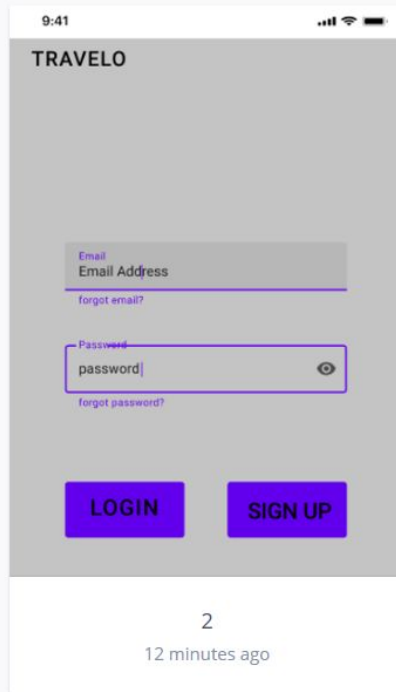 9:41
TRAVELO
Email
Email Address
forgot email?
Password
password
forgot password?
LOGIN SIGN UP
2
12 minutes ago